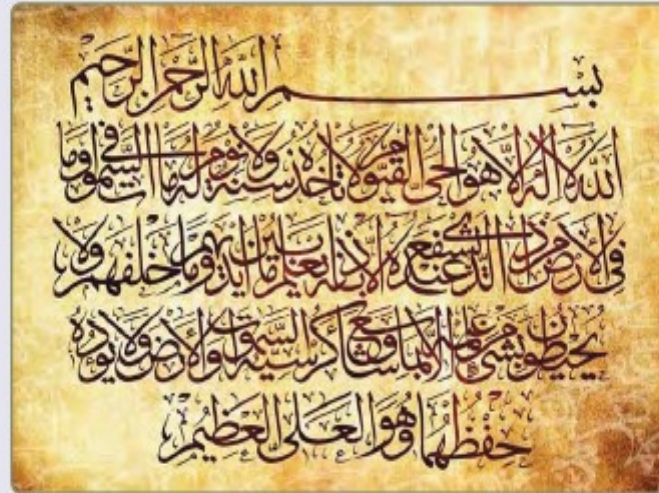 بسم الله الرحمن الرحيم
الله لا إله إلا هو الحي القيوم لا تأخذه سنة ولا نوم له ما في السموات وما
في الأرض من ذا الذي يشفع عنده إلا بإذنه يعلم ما بين أيديهم وما خلفهم ولا
يحيطون بشيء من علمه إلا بما شاء وسع كرسيه السموات والأرض ولا يؤده
حفظهما وهو العلي العظيم